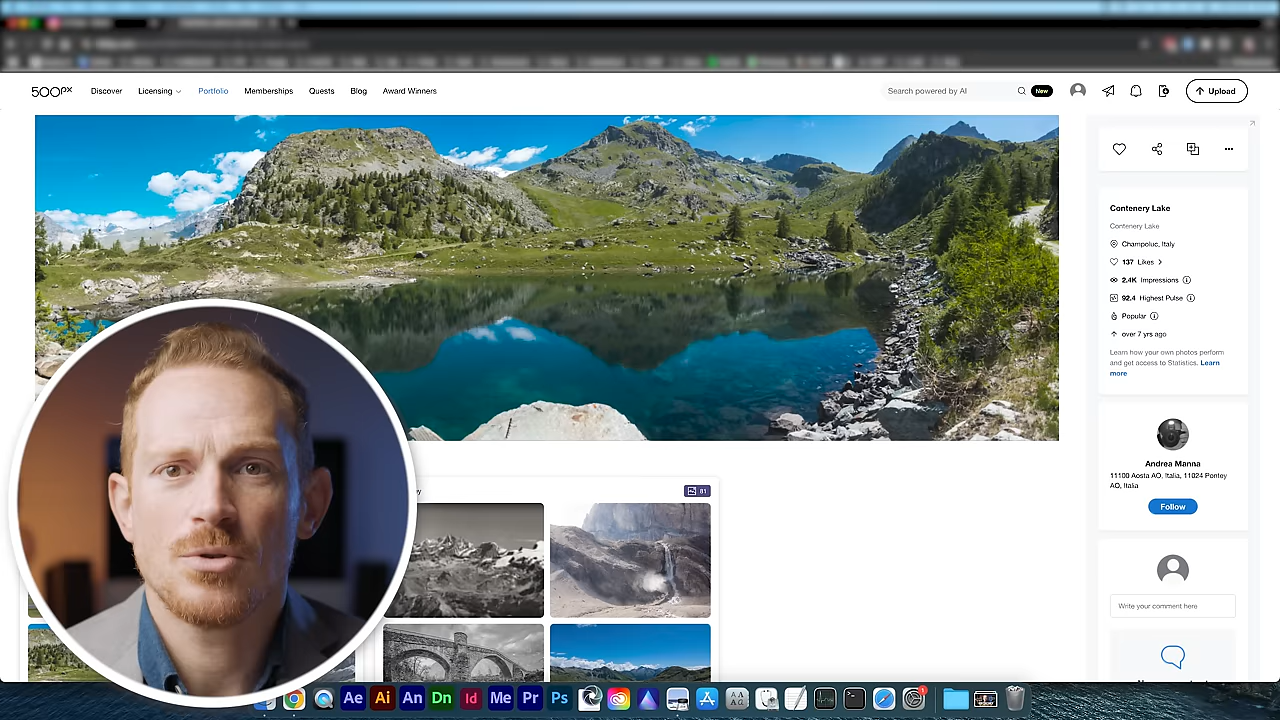 500px
Discover
Licensing
Portfolio
Memberships
Quests
Blog
Award Winners
Search powered by AI
New
Upload
Contenery Lake
Contenery Lake
Champoluc, Italy
137 Likes
2.4K Impressions
92.4 Highest Pulse
Popular
over 7 yrs ago
Learn how your own photos perform
and get access to Statistics. Learn
more
Andrea Manna
11100 Aosta AO, Italia, 11024 Pontey
AO, Italia
Follow
Write your comment here
81
Ae
Ai
An
Dn
Id
Me
Pr
Ps